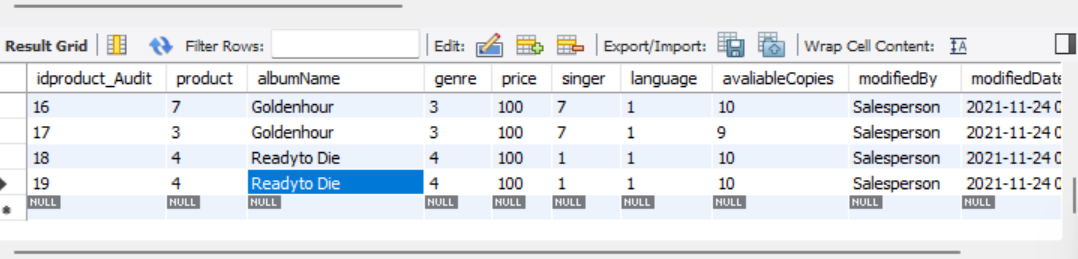 Result Grid Filter Rows: Edit: Export/Import: Wrap Cell Content: IA
idproduct_Audit product albumName genre price singer language avaliableCopies modifiedBy modifiedDate
16 7 Goldenhour 3 100 7 1 10 Salesperson 2021-11-24 0
17 3 Goldenhour 3 100 7 1 9 Salesperson 2021-11-24 0
18 4 Readyto Die 4 100 1 1 10 Salesperson 2021-11-24 0
19 4 Readyto Die 4 100 1 1 10 Salesperson 2021-11-24 0
NULL NULL NULL NULL NULL NULL NULL NULL NULL NULL